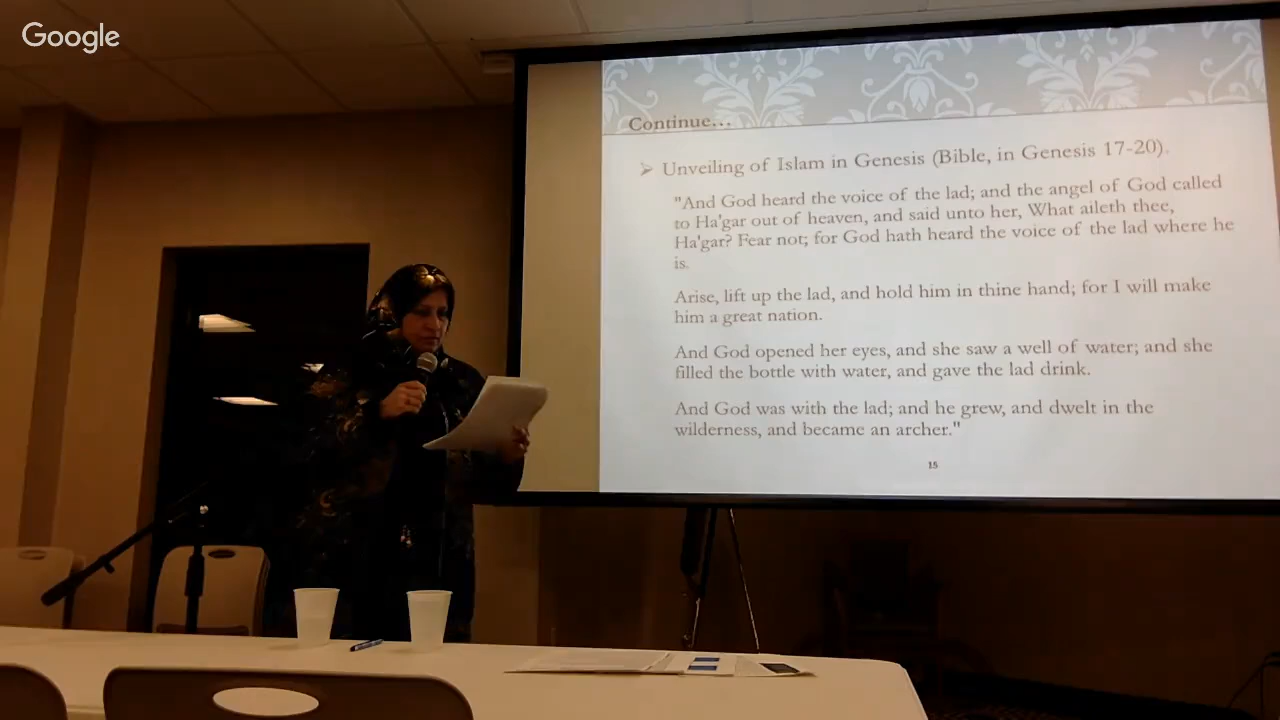 Google
Continue...
➢ Unveiling of Islam in Genesis (Bible, in Genesis 17-20).
"And God heard the voice of the lad; and the angel of God called
to Ha'gar out of heaven, and said unto her, What aileth thee,
Ha'gar? Fear not; for God hath heard the voice of the lad where he
is.
Arise, lift up the lad, and hold him in thine hand; for I will make
him a great nation.
And God opened her eyes, and she saw a well of water; and she
filled the bottle with water, and gave the lad drink.
And God was with the lad; and he grew, and dwelt in the
wilderness, and became an archer."
15